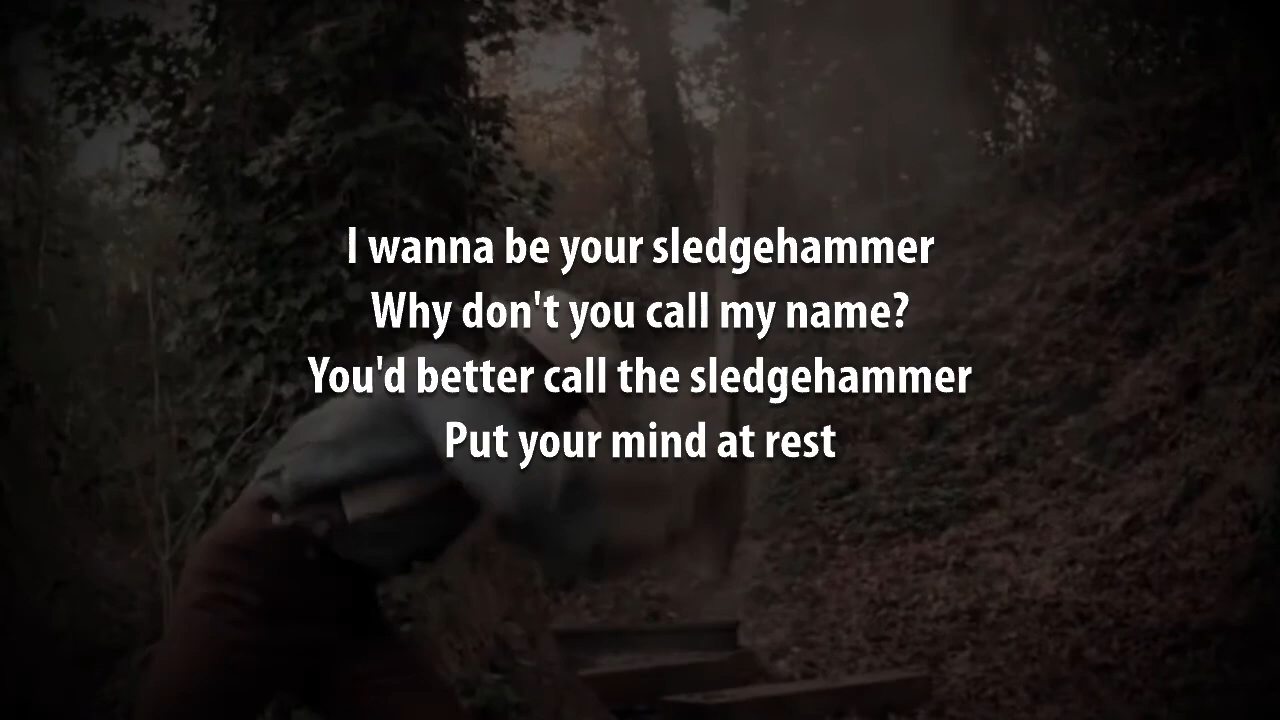 I wanna be your sledgehammer
Why don't you call my name?
You'd better call the sledgehammer
Put your mind at rest